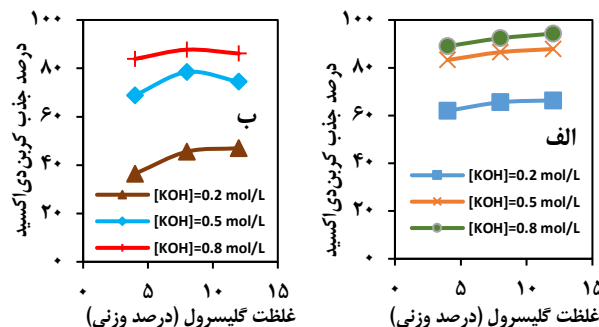 درصد جذب کربن‌دی‌اکسید
۱۰۰
۸۰
۶۰
۴۰
۲۰
۰
ب
[KOH]=0.2 mol/L
[KOH]=0.5 mol/L
[KOH]=0.8 mol/L
۰ ۵ ۱۰ ۱۵
غلظت گلیسرول (درصد وزنی)
درصد جذب کربن‌دی‌اکسید
۱۰۰
۸۰
۶۰
۴۰
۲۰
۰
الف
[KOH]=0.2 mol/L
[KOH]=0.5 mol/L
[KOH]=0.8 mol/L
۰ ۵ ۱۰ ۱۵
غلظت گلیسرول (درصد وزنی)